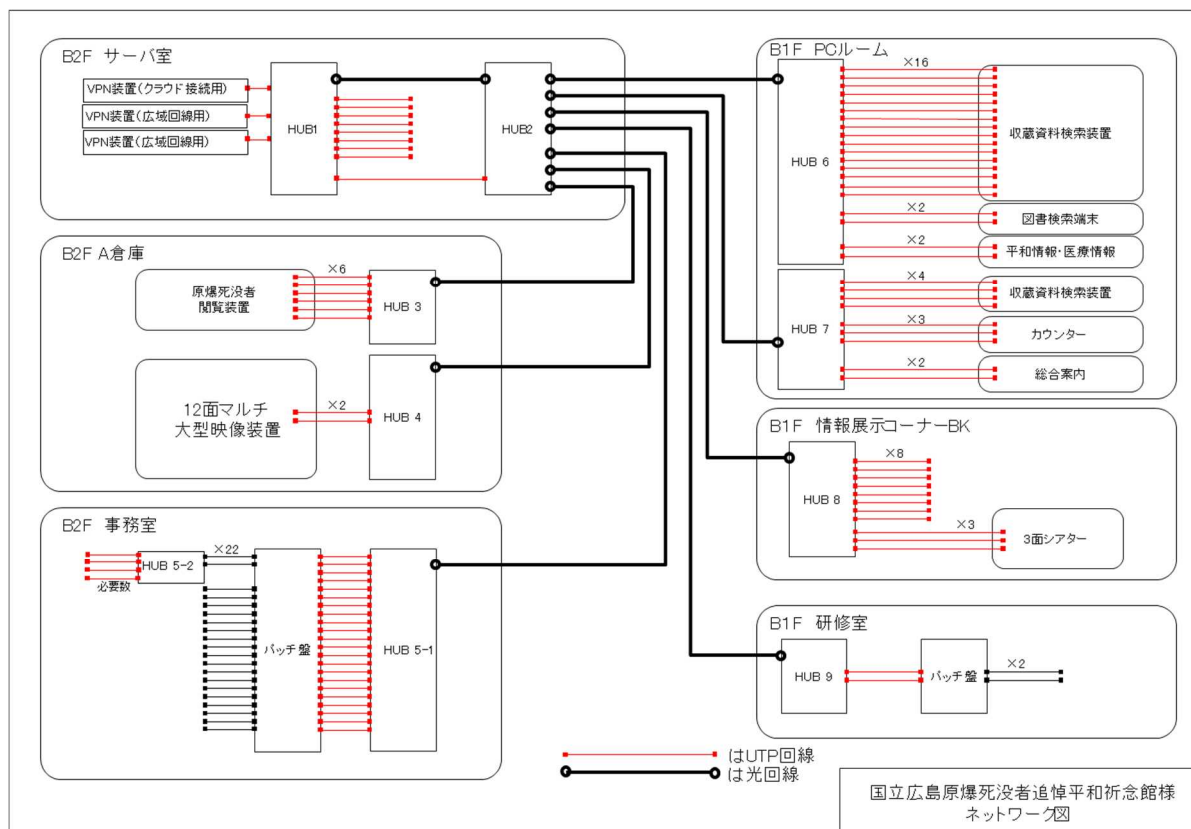 B2F サーバ室
VPN装置(クラウド接続用)
VPN装置(広域回線用)
VPN装置(広域回線用)
HUB1
HUB2
B2F A倉庫
原爆死没者
閲覧装置
×6
HUB 3
12面マルチ
大型映像装置
×2
HUB 4
B2F 事務室
HUB 5-2
必要数
×22
パッチ盤
HUB 5-1
B1F PCルーム
HUB 6
×16
収蔵資料検索装置
×2
図書検索端末
×2
平和情報・医療情報
HUB 7
×4
収蔵資料検索装置
×3
カウンター
×2
総合案内
B1F 情報展示コーナーBK
HUB 8
×8
×3
3面シアター
B1F 研修室
HUB 9
パッチ盤
×2
はUTP回線
は光回線
国立広島原爆死没者追悼平和祈念館様
ネットワーク図